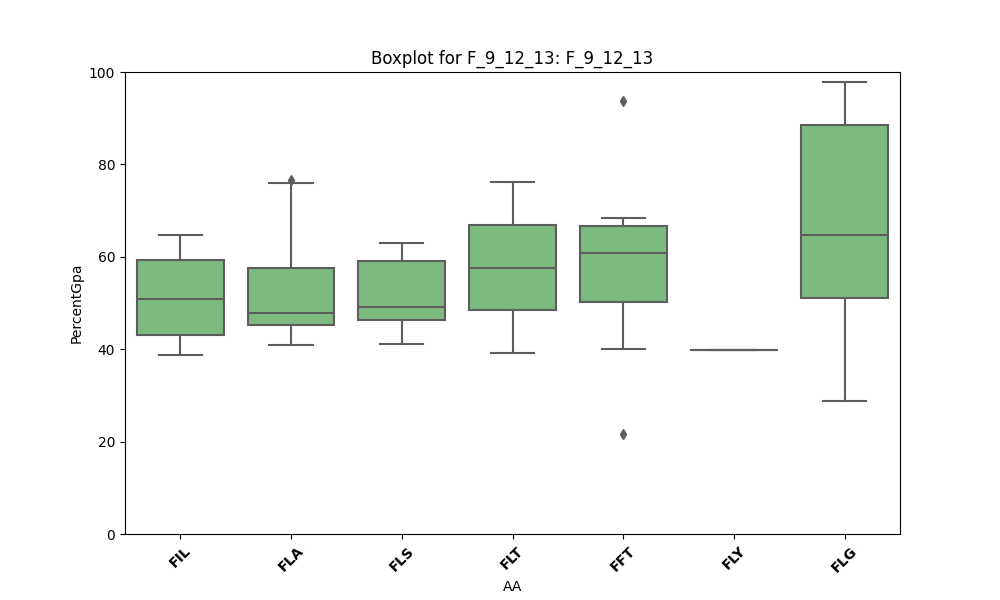 Boxplot for F_9_12_13: F_9_12_13
100
80
60
40
20
0
PercentGpa
FIL
FLA
FLS
FLT
FFT
FLY
FLG
AA